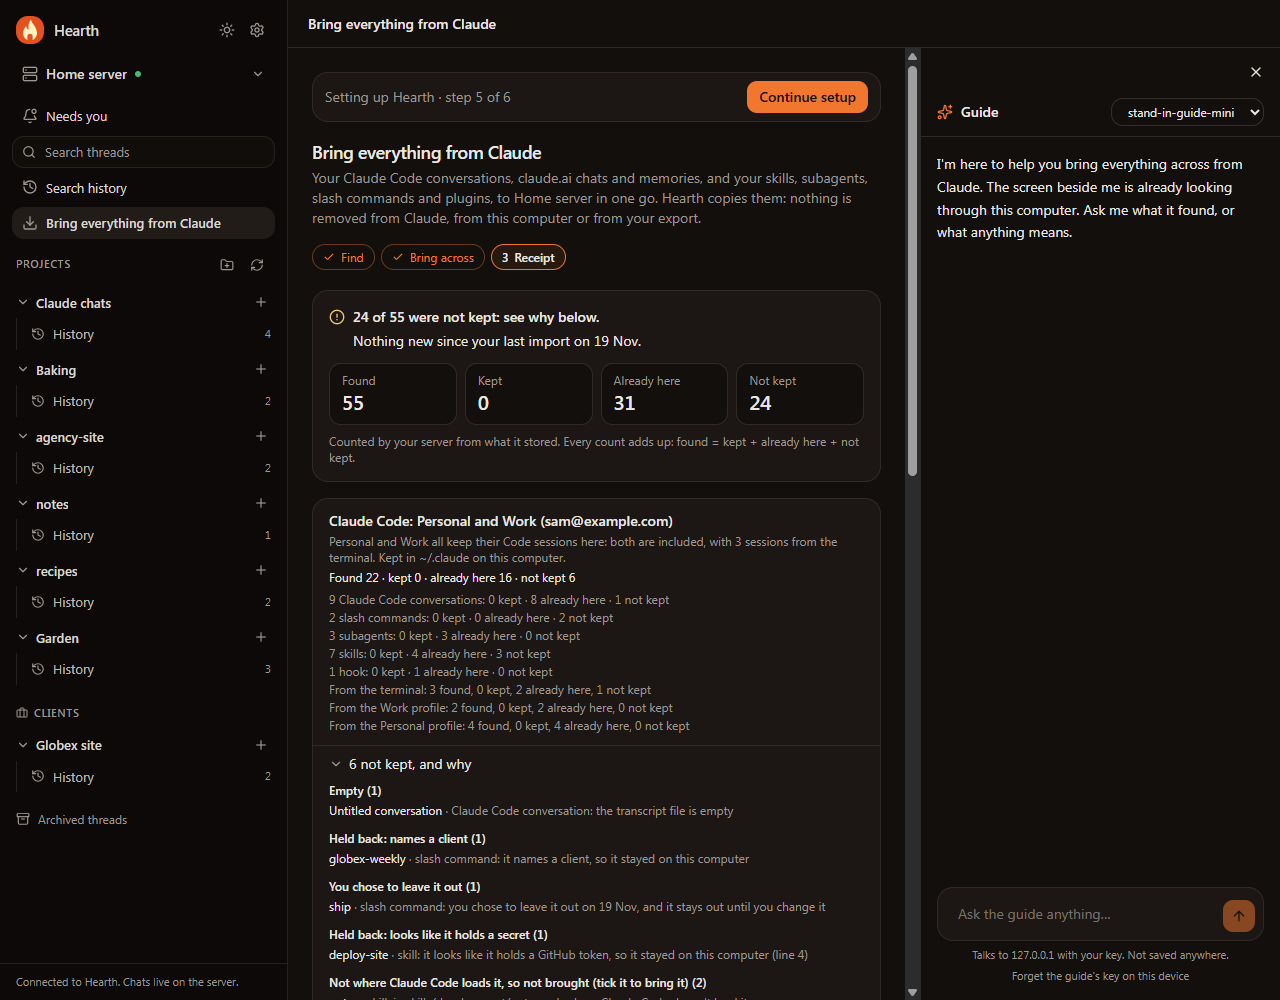 Hearth
Home server
Needs you
Search threads
Search history
Bring everything from Claude
PROJECTS
Claude chats
History 4
Baking
History 2
agency-site
History 2
notes
History 1
recipes
History 2
Garden
History 3
CLIENTS
Globex site
History 2
Archived threads
Connected to Hearth. Chats live on the server.
Bring everything from Claude
Setting up Hearth · step 5 of 6
Continue setup
Bring everything from Claude
Your Claude Code conversations, claude.ai chats and memories, and your skills, subagents,
slash commands and plugins, to Home server in one go. Hearth copies them: nothing is
removed from Claude, from this computer or from your export.
Find
Bring across
3 Receipt
24 of 55 were not kept: see why below.
Nothing new since your last import on 19 Nov.
Found
55
Kept
0
Already here
31
Not kept
24
Counted by your server from what it stored. Every count adds up: found = kept + already here + not
kept.
Claude Code: Personal and Work (sam@example.com)
Personal and Work all keep their Code sessions here: both are included, with 3 sessions from the
terminal. Kept in ~/.claude on this computer.
Found 22 · kept 0 · already here 16 · not kept 6
9 Claude Code conversations: 0 kept · 8 already here · 1 not kept
2 slash commands: 0 kept · 0 already here · 2 not kept
3 subagents: 0 kept · 3 already here · 0 not kept
7 skills: 0 kept · 4 already here · 3 not kept
1 hook: 0 kept · 1 already here · 0 not kept
From the terminal: 3 found, 0 kept, 2 already here, 1 not kept
From the Work profile: 2 found, 0 kept, 2 already here, 0 not kept
From the Personal profile: 4 found, 0 kept, 4 already here, 0 not kept
6 not kept, and why
Empty (1)
Untitled conversation · Claude Code conversation: the transcript file is empty
Held back: names a client (1)
globex-weekly · slash command: it names a client, so it stayed on this computer
You chose to leave it out (1)
ship · slash command: you chose to leave it out on 19 Nov, and it stays out until you change it
Held back: looks like it holds a secret (1)
deploy-site · skill: it looks like it holds a GitHub token, so it stayed on this computer (line 4)
Not where Claude Code loads it, so not brought (tick it to bring it) (2)
Guide
stand-in-guide-mini
I'm here to help you bring everything across from
Claude. The screen beside me is already looking
through this computer. Ask me what it found, or
what anything means.
Ask the guide anything...
Talks to 127.0.0.1 with your key. Not saved anywhere.
Forget the guide's key on this device